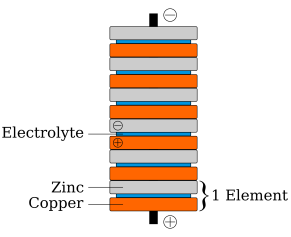 ⊖
Electrolyte
⊖
⊕
Zinc
Copper
1 Element
⊕